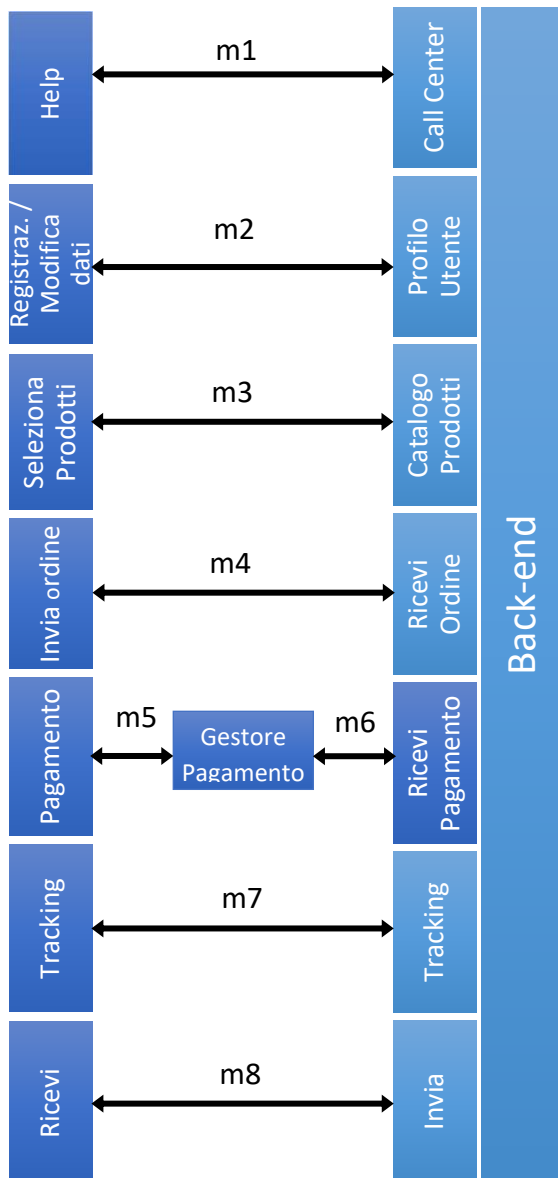 Help
m1
Call Center
Registraz. /
Modifica
dati
m2
Profilo
Utente
Seleziona
Prodotti
m3
Catalogo
Prodotti
Invia ordine
m4
Ricevi
Ordine
Pagamento
m5
Gestore
Pagamento
m6
Ricevi
Pagamento
Tracking
m7
Tracking
Ricevi
m8
Invia
Back-end